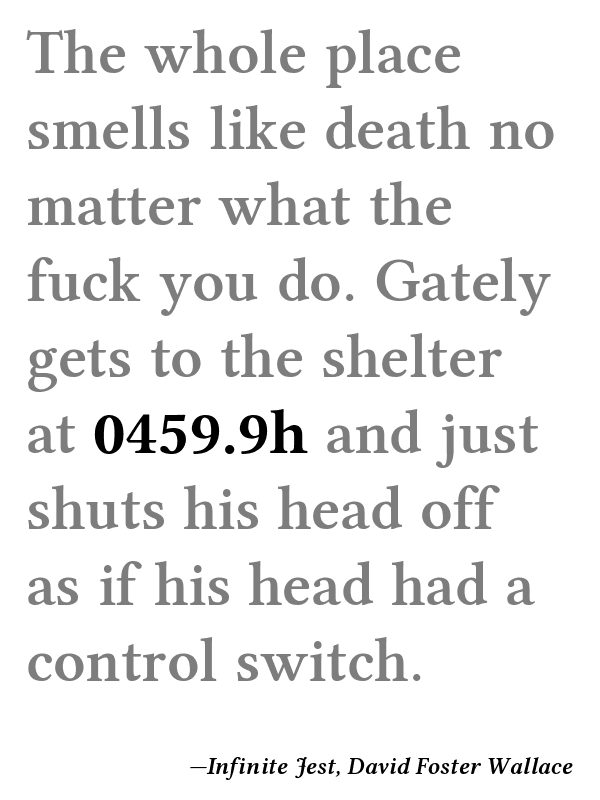 The whole place
smells like death no
matter what the
fuck you do. Gately
gets to the shelter
at 0459.9h and just
shuts his head off
as if his head had a
control switch.
—Infinite Jest, David Foster Wallace